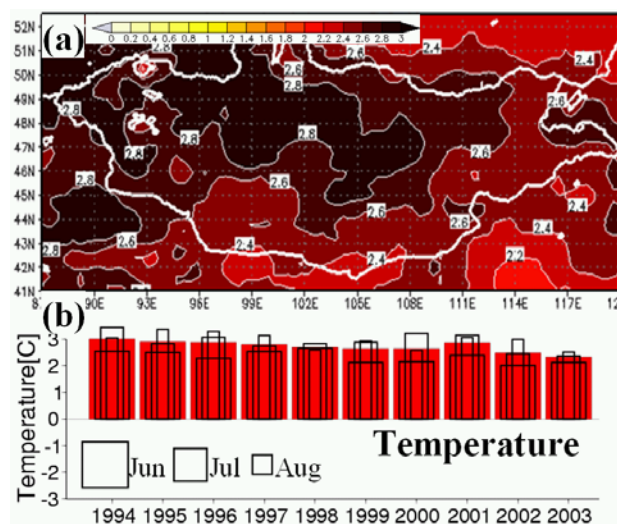 (a)
0 0.2 0.4 0.6 0.8 1 1.2 1.4 1.6 1.8 2 2.2 2.4 2.6 2.8 3
52N
51N
50N
49N
48N
47N
46N
45N
44N
43N
42N
41N
2.8 2.6 2.4 2.4
2.8 2.8 2.6
2.8 2.6
2.8 2.6 2.4
2.8 2.6 2.4 2.4 2.6 2.4
2.2
90E 93E 96E 99E 102E 105E 108E 111E 114E 117E
(b)
Temperature[C]
3
2
1
0
-1
-2
-3
Temperature
Jun Jul Aug
1994 1995 1996 1997 1998 1999 2000 2001 2002 2003